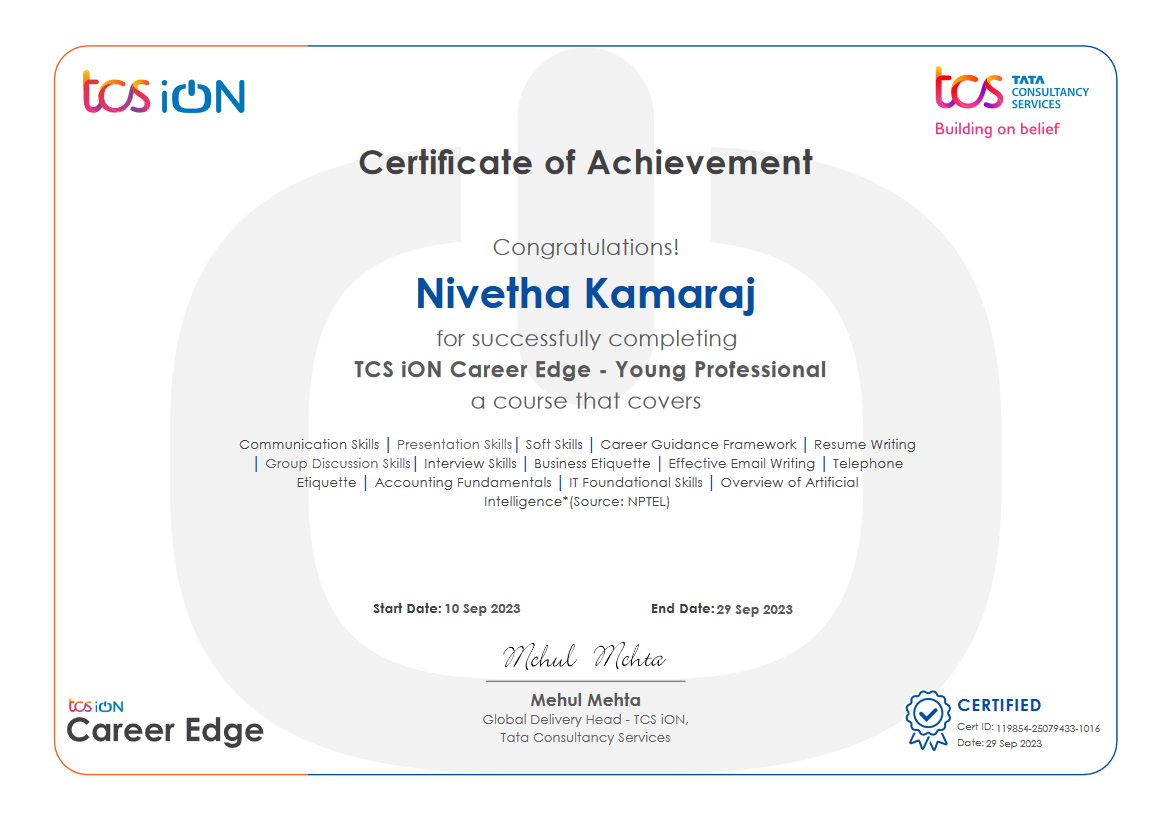 tcs iON
tcs TATA
CONSULTANCY
SERVICES
Building on belief
Certificate of Achievement
Congratulations!
Nivetha Kamaraj
for successfully completing
TCS iON Career Edge - Young Professional
a course that covers
Communication Skills | Presentation Skills| Soft Skills | Career Guidance Framework | Resume Writing
| Group Discussion Skills| Interview Skills | Business Etiquette | Effective Email Writing | Telephone
Etiquette | Accounting Fundamentals | IT Foundational Skills | Overview of Artificial
Intelligence*(Source: NPTEL)
Start Date: 10 Sep 2023 End Date: 29 Sep 2023
Mehul Mehta
Mehul Mehta
Global Delivery Head - TCS iON,
Tata Consultancy Services
tcs iON
Career Edge
CERTIFIED
Cert ID: 119854-25079433-1016
Date: 29 Sep 2023